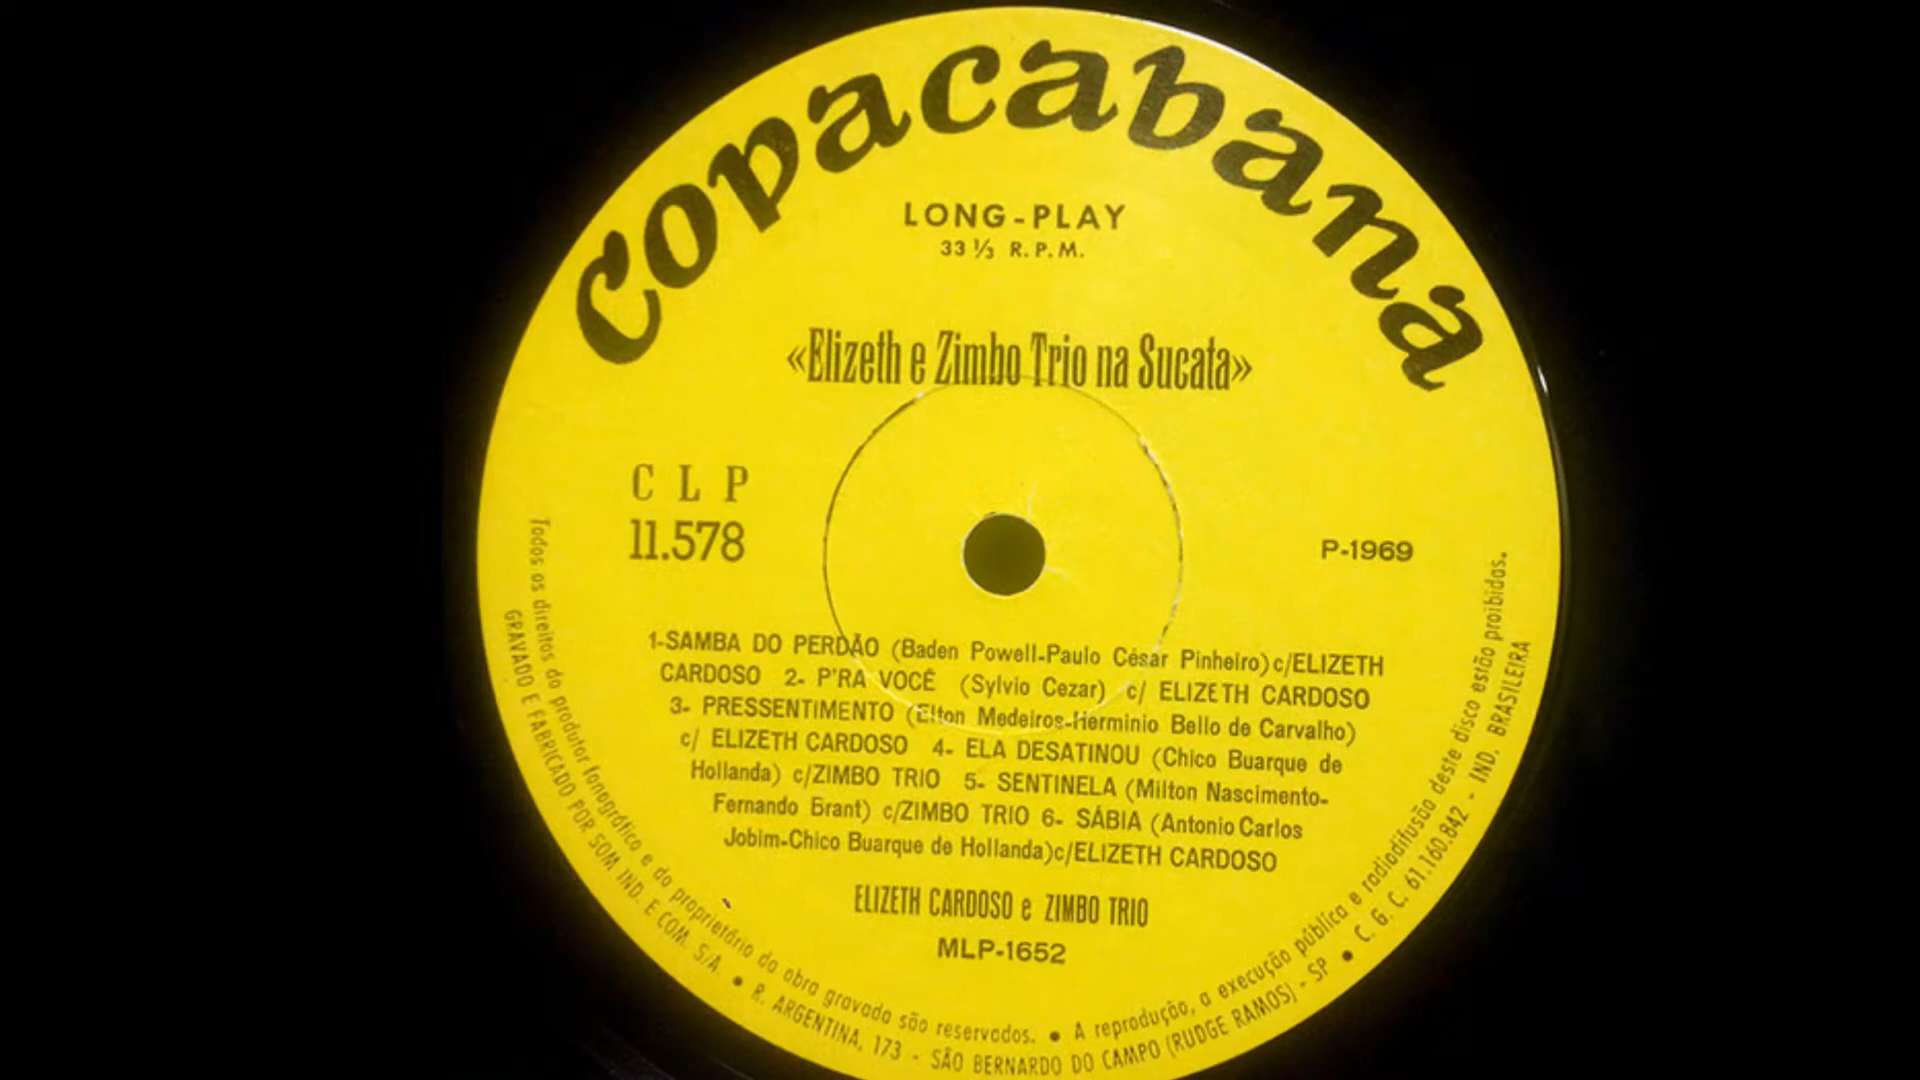 Copacabana
LONG-PLAY
33 ⅓ R.P.M.
«Elizeth e Zimbo Trio na Sucata»
C L P
11.578
P-1969
1-SAMBA DO PERDÃO (Baden Powell-Paulo César Pinheiro) c/ELIZETH
CARDOSO 2- P'RA VOCÊ (Sylvio Cezar) c/ ELIZETH CARDOSO
3- PRESSENTIMENTO (Elton Medeiros-Herminio Bello de Carvalho)
c/ ELIZETH CARDOSO 4- ELA DESATINOU (Chico Buarque de
Hollanda) c/ZIMBO TRIO 5- SENTINELA (Milton Nascimento-
Fernando Brant) c/ZIMBO TRIO 6- SÁBIA (Antonio Carlos
Jobim-Chico Buarque de Hollanda)c/ELIZETH CARDOSO
ELIZETH CARDOSO e ZIMBO TRIO
MLP-1652
Todos os direitos do produtor fonográfico e do proprietário da obra gravada são reservados. • A reprodução, a execução pública e radiodifusão deste disco estão proibidas.
GRAVADO E FABRICADO POR SOM IND. E COM. S/A. • R. ARGENTINA, 173 - SÃO BERNARDO DO CAMPO (RUDGE RAMOS) - SP • C. G. C. 61.160.842 - IND. BRASILEIRA